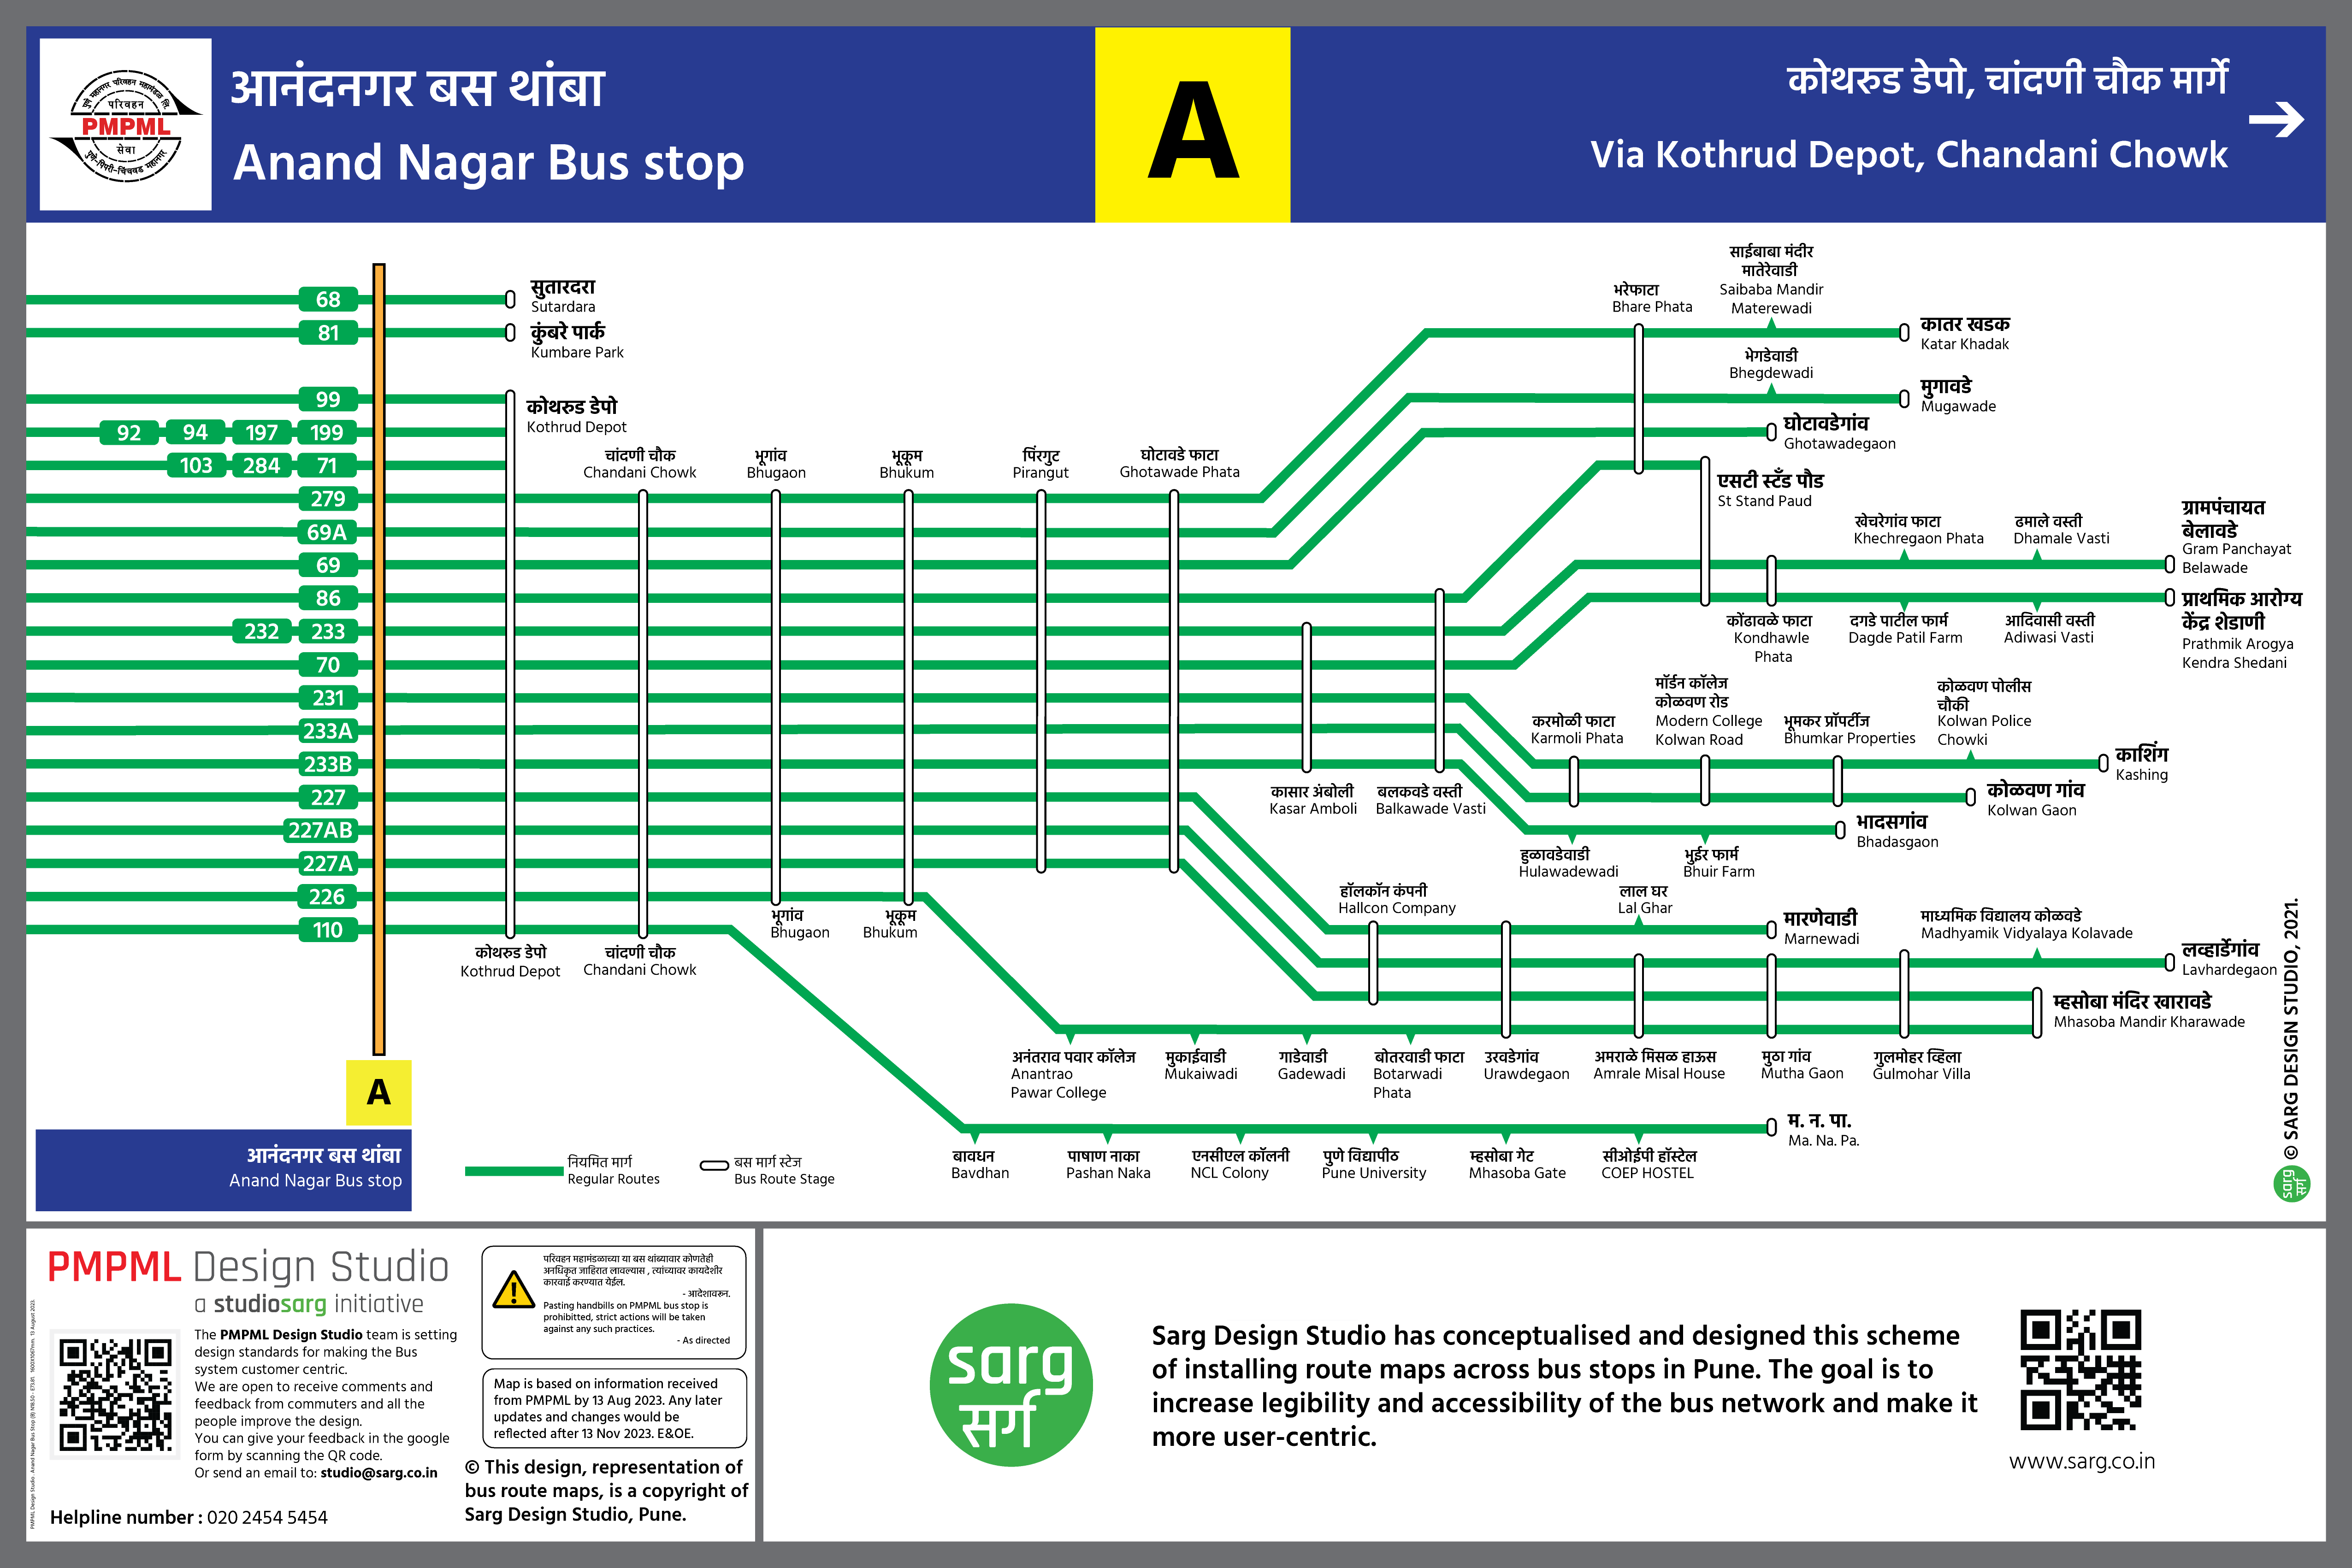 पुणे महानगर परिवहन महामंडळ लि.
परिवहन
PMPML
सेवा
पुणे-पिंपरी-चिंचवड महानगर
आनंदनगर बस थांबा
Anand Nagar Bus stop
A
कोथरुड डेपो, चांदणी चौक मार्गे
Via Kothrud Depot, Chandani Chowk
68
सुतारदरा
Sutardara
81
कुंबरे पार्क
Kumbare Park
99
92 94 197 199
103 284 71
279
69A
69
86
232 233
70
231
233A
233B
227
227AB
227A
226
110
कोथरुड डेपो
Kothrud Depot
चांदणी चौक
Chandani Chowk
भूगांव
Bhugaon
भूकूम
Bhukum
पिंरगुट
Pirangut
घोटावडे फाटा
Ghotawade Phata
भरेफाटा
Bhare Phata
साईबाबा मंदीर
मातेरेवाडी
Saibaba Mandir
Materewadi
कातर खडक
Katar Khadak
भेगडेवाडी
Bhegdewadi
मुगावडे
Mugawade
घोटावडेगांव
Ghotawadegaon
एसटी स्टँड पौड
St Stand Paud
खेचरेगांव फाटा
Khechregaon Phata
ढमाले वस्ती
Dhamale Vasti
ग्रामपंचायत
बेलावडे
Gram Panchayat
Belawade
कोंढावळे फाटा
Kondhawle
Phata
दगडे पाटील फार्म
Dagde Patil Farm
आदिवासी वस्ती
Adiwasi Vasti
प्राथमिक आरोग्य
केंद्र शेडाणी
Prathmik Arogya
Kendra Shedani
कासार अंबोली
Kasar Amboli
बलकवडे वस्ती
Balkawade Vasti
करमोळी फाटा
Karmoli Phata
मॉर्डन कॉलेज
कोळवण रोड
Modern College
Kolwan Road
भूमकर प्रॉपर्टीज
Bhumkar Properties
कोळवण पोलीस
चौकी
Kolwan Police
Chowki
काशिंग
Kashing
कोळवण गांव
Kolwan Gaon
भादसगांव
Bhadasgaon
हुळावडेवाडी
Hulawadewadi
भुईर फार्म
Bhuir Farm
हॉलकॉन कंपनी
Hallcon Company
लाल घर
Lal Ghar
मारणेवाडी
Marnewadi
माध्यमिक विद्यालय कोळवडे
Madhyamik Vidyalaya Kolavade
लव्हार्डेगांव
Lavhardegaon
म्हसोबा मंदिर खारावडे
Mhasoba Mandir Kharawade
कोथरुड डेपो
Kothrud Depot
चांदणी चौक
Chandani Chowk
भूगांव
Bhugaon
भूकूम
Bhukum
अनंतराव पवार कॉलेज
Anantrao
Pawar College
मुकाईवाडी
Mukaiwadi
गाडेवाडी
Gadewadi
बोतरवाडी फाटा
Botarwadi
Phata
उरवडेगांव
Urawdegaon
अमराळे मिसळ हाऊस
Amrale Misal House
मुठा गांव
Mutha Gaon
गुलमोहर व्हिला
Gulmohar Villa
बावधन
Bavdhan
पाषाण नाका
Pashan Naka
एनसीएल कॉलनी
NCL Colony
पुणे विद्यापीठ
Pune University
म्हसोबा गेट
Mhasoba Gate
सीओईपी हॉस्टेल
COEP HOSTEL
म. न. पा.
Ma. Na. Pa.
© SARG DESIGN STUDIO, 2021.
sarg
सर्ग
A
आनंदनगर बस थांबा
Anand Nagar Bus stop
नियमित मार्ग
Regular Routes
बस मार्ग स्टेज
Bus Route Stage
PMPML Design Studio
a studiosarg initiative
The PMPML Design Studio team is setting
design standards for making the Bus
system customer centric.
We are open to receive comments and
feedback from commuters and all the
people improve the design.
You can give your feedback in the google
form by scanning the QR code.
Or send an email to: studio@sarg.co.in
Helpline number : 020 2454 5454
परिवहन महामंडळाच्या या बस थांब्यावार कोणतेही
अनधिकृत जाहिरात लावल्यास , त्यांच्यावर कायदेशीर
कारवाई करण्यात येईल.
- आदेशावरून.
Pasting handbills on PMPML bus stop is
prohibitted, strict actions will be taken
against any such practices.
- As directed
Map is based on information received
from PMPML by 13 Aug 2023. Any later
updates and changes would be
reflected after 13 Nov 2023. E&OE.
© This design, representation of
bus route maps, is a copyright of
Sarg Design Studio, Pune.
sarg
सर्ग
Sarg Design Studio has conceptualised and designed this scheme
of installing route maps across bus stops in Pune. The goal is to
increase legibility and accessibility of the bus network and make it
more user-centric.
www.sarg.co.in